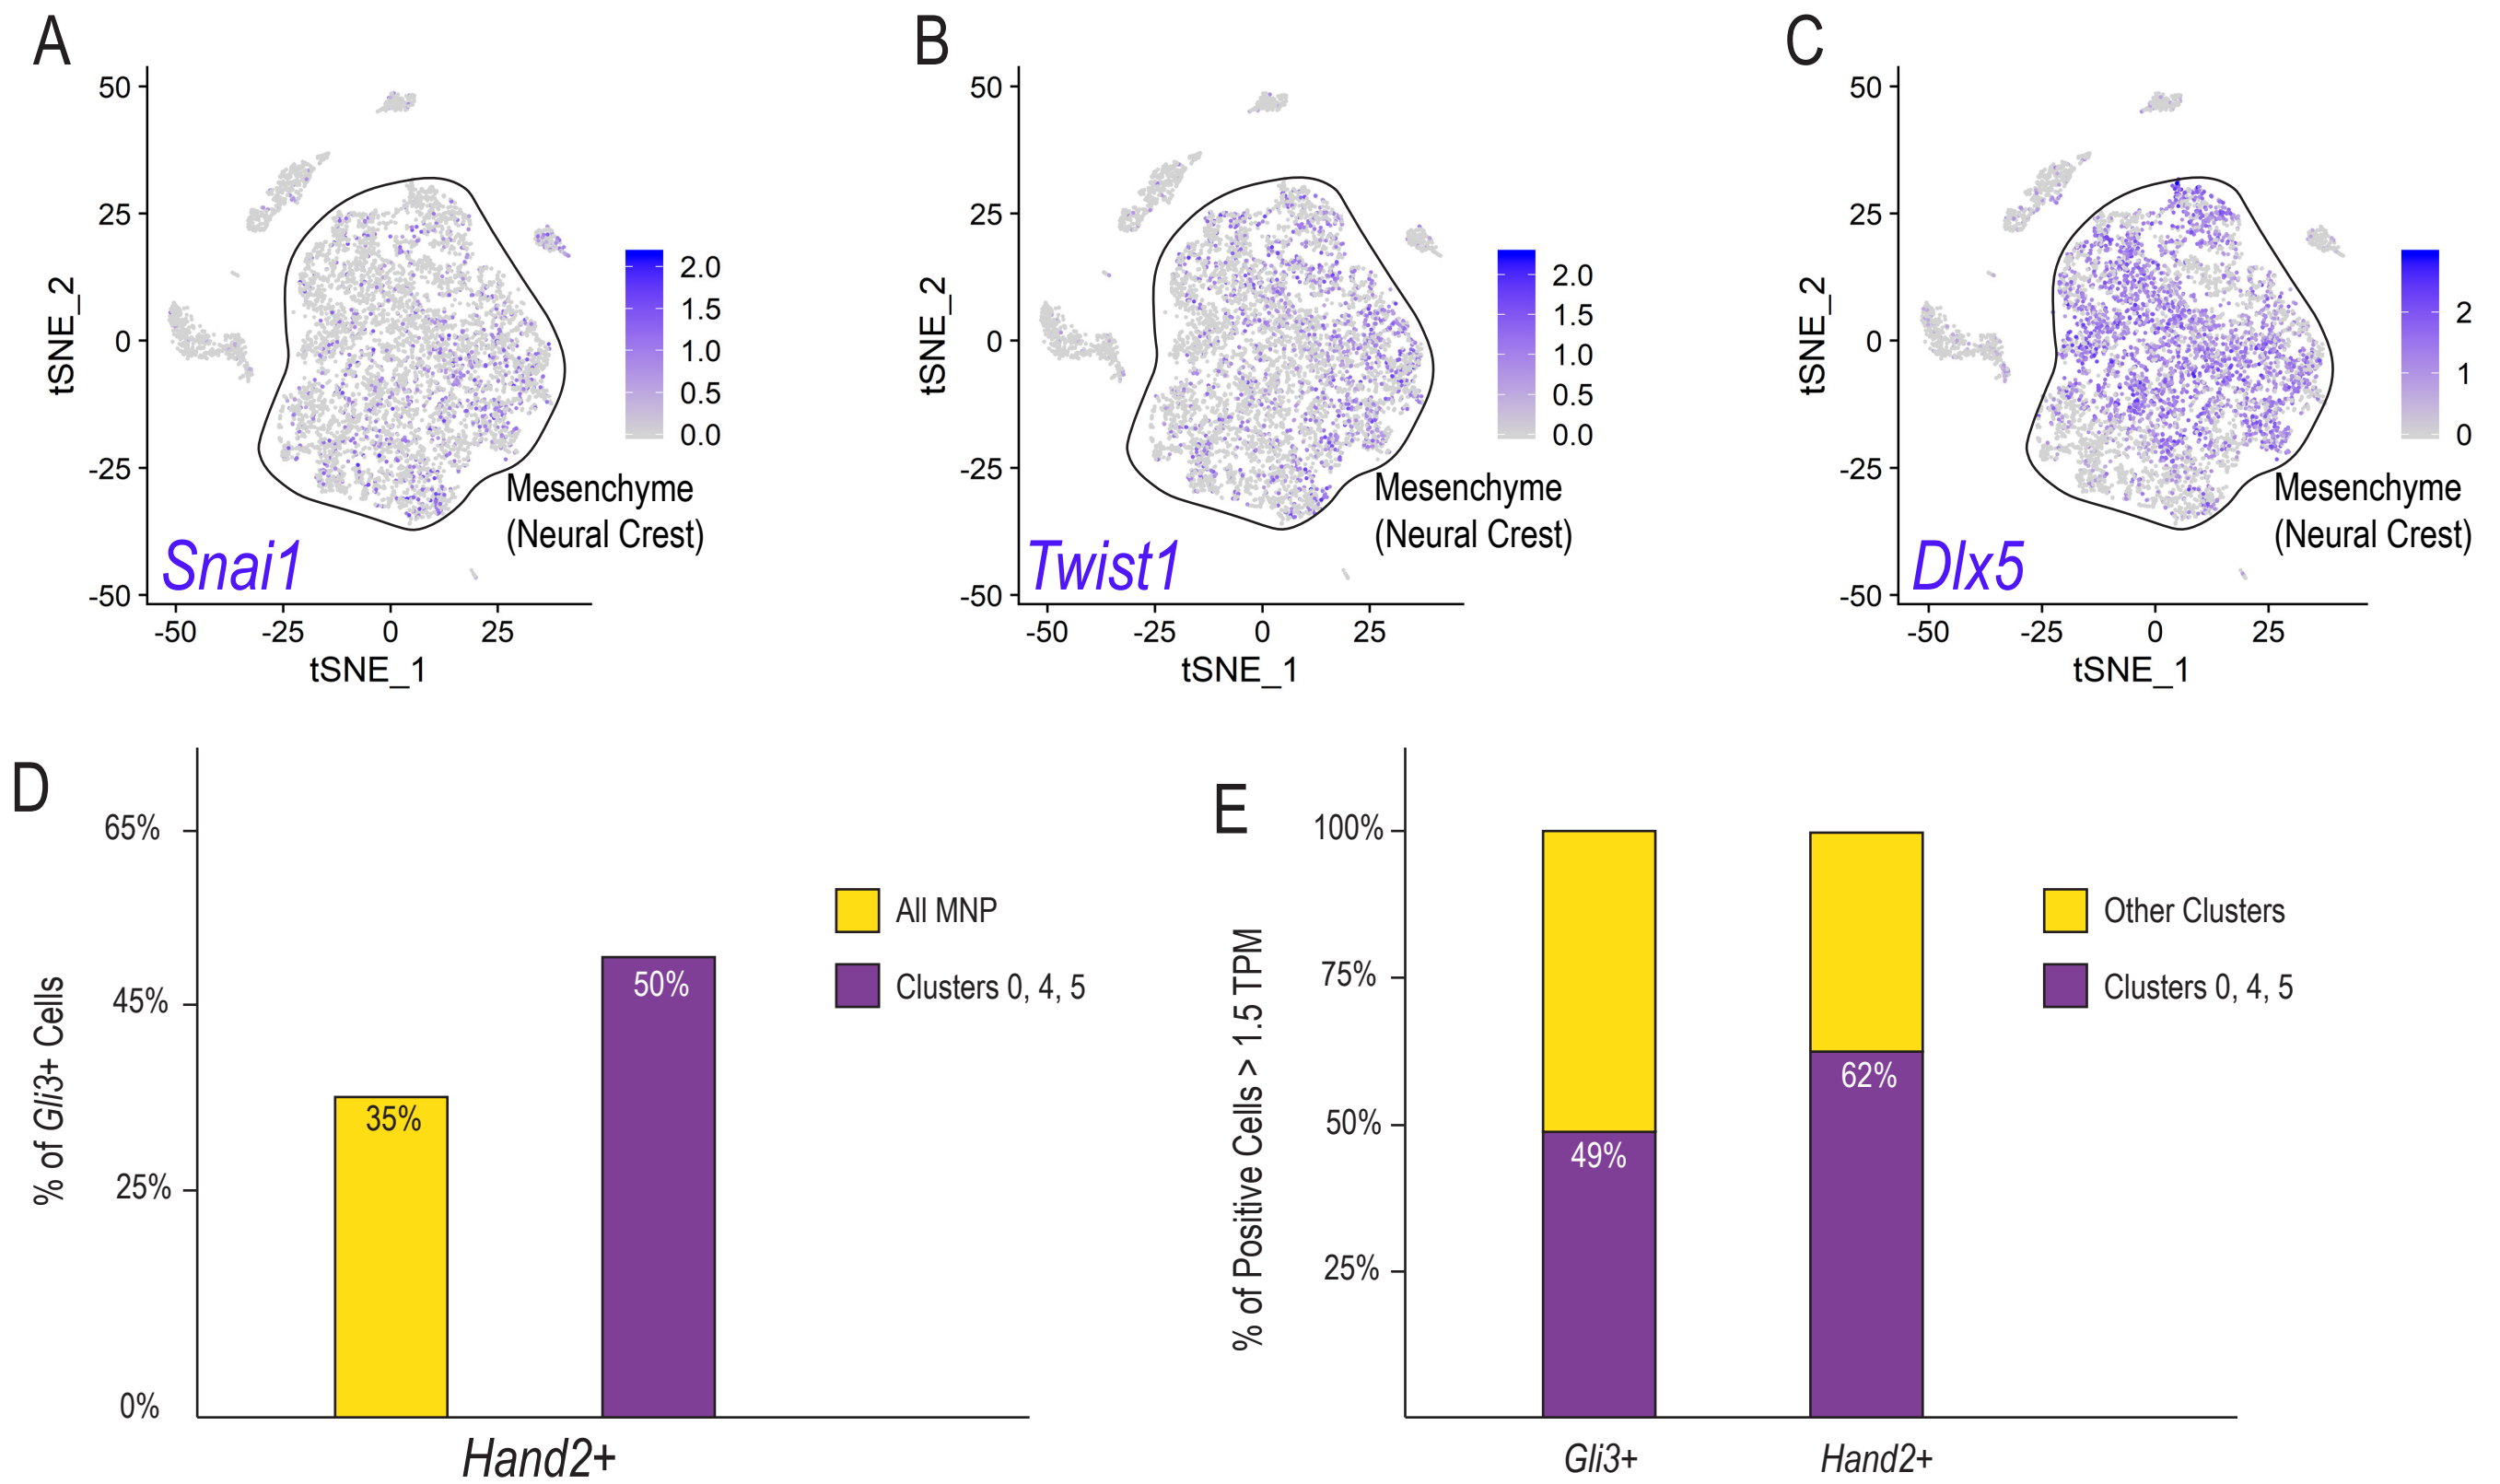 A
50
25
0
-25
-50
tSNE_2
-50 -25 0 25
tSNE_1
2.0
1.5
1.0
0.5
0.0
Mesenchyme
(Neural Crest)
Snai1
B
50
25
0
-25
-50
tSNE_2
-50 -25 0 25
tSNE_1
2.0
1.5
1.0
0.5
0.0
Mesenchyme
(Neural Crest)
Twist1
C
50
25
0
-25
-50
tSNE_2
-50 -25 0 25
tSNE_1
2
1
0
Mesenchyme
(Neural Crest)
Dlx5
D
65%
45%
25%
0%
% of Gli3+ Cells
35%
50%
Hand2+
All MNP
Clusters 0, 4, 5
E
100%
75%
50%
25%
% of Positive Cells > 1.5 TPM
49%
62%
Gli3+ Hand2+
Other Clusters
Clusters 0, 4, 5